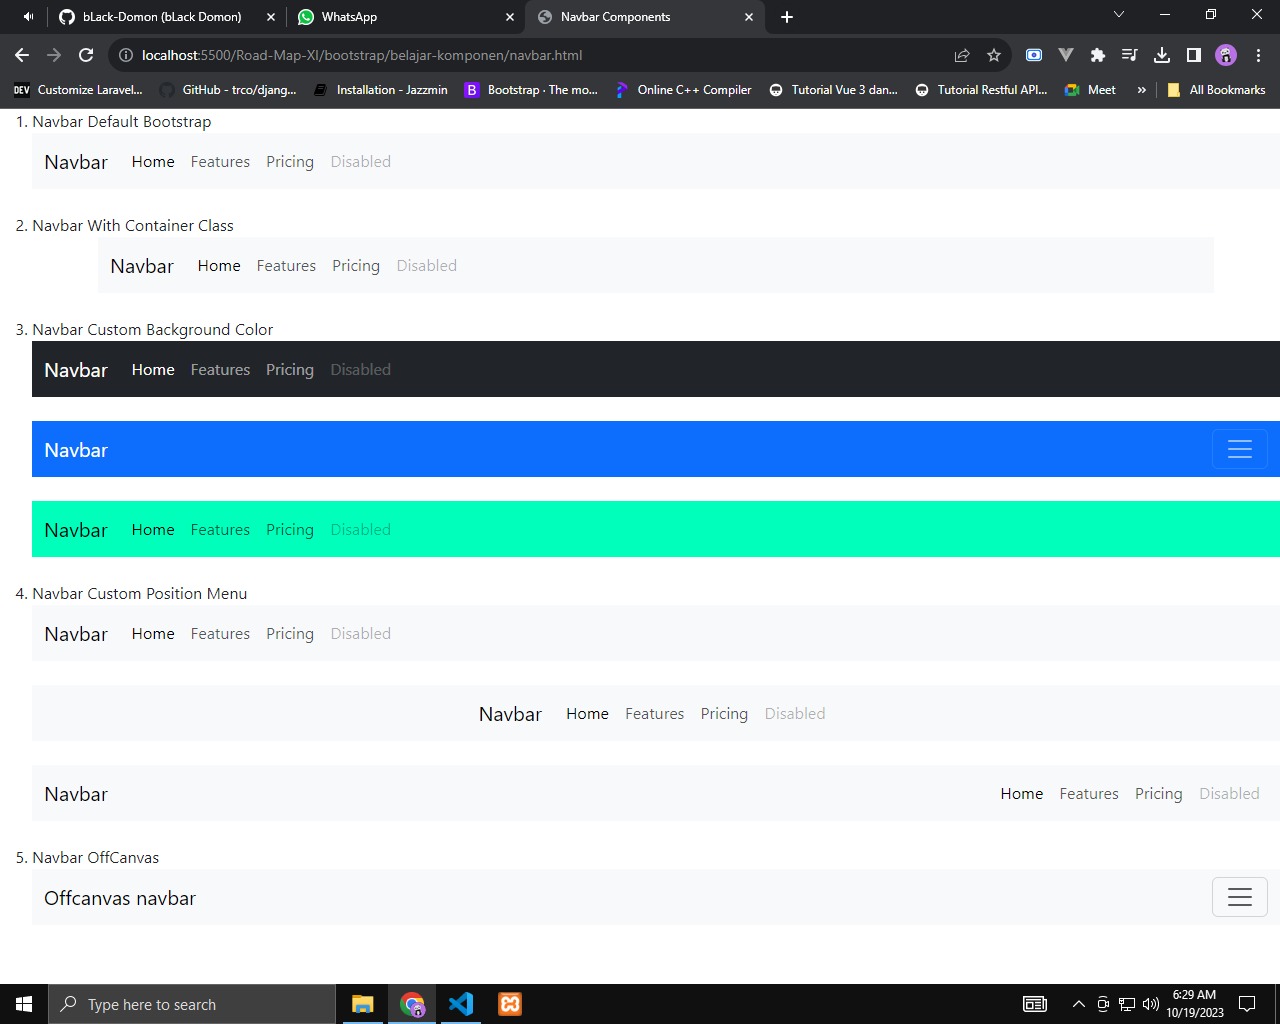 bLack-Domon (bLack Domon)
WhatsApp
Navbar Components
localhost:5500/Road-Map-XI/bootstrap/belajar-komponen/navbar.html
DEV Customize Laravel... GitHub - trco/djang... Installation - Jazzmin B Bootstrap · The mo... Online C++ Compiler Tutorial Vue 3 dan... Tutorial Restful API... Meet » All Bookmarks
1. Navbar Default Bootstrap
Navbar Home Features Pricing Disabled
2. Navbar With Container Class
Navbar Home Features Pricing Disabled
3. Navbar Custom Background Color
Navbar Home Features Pricing Disabled
Navbar
Navbar Home Features Pricing Disabled
4. Navbar Custom Position Menu
Navbar Home Features Pricing Disabled
Navbar Home Features Pricing Disabled
Navbar Home Features Pricing Disabled
5. Navbar OffCanvas
Offcanvas navbar
Type here to search
6:29 AM
10/19/2023